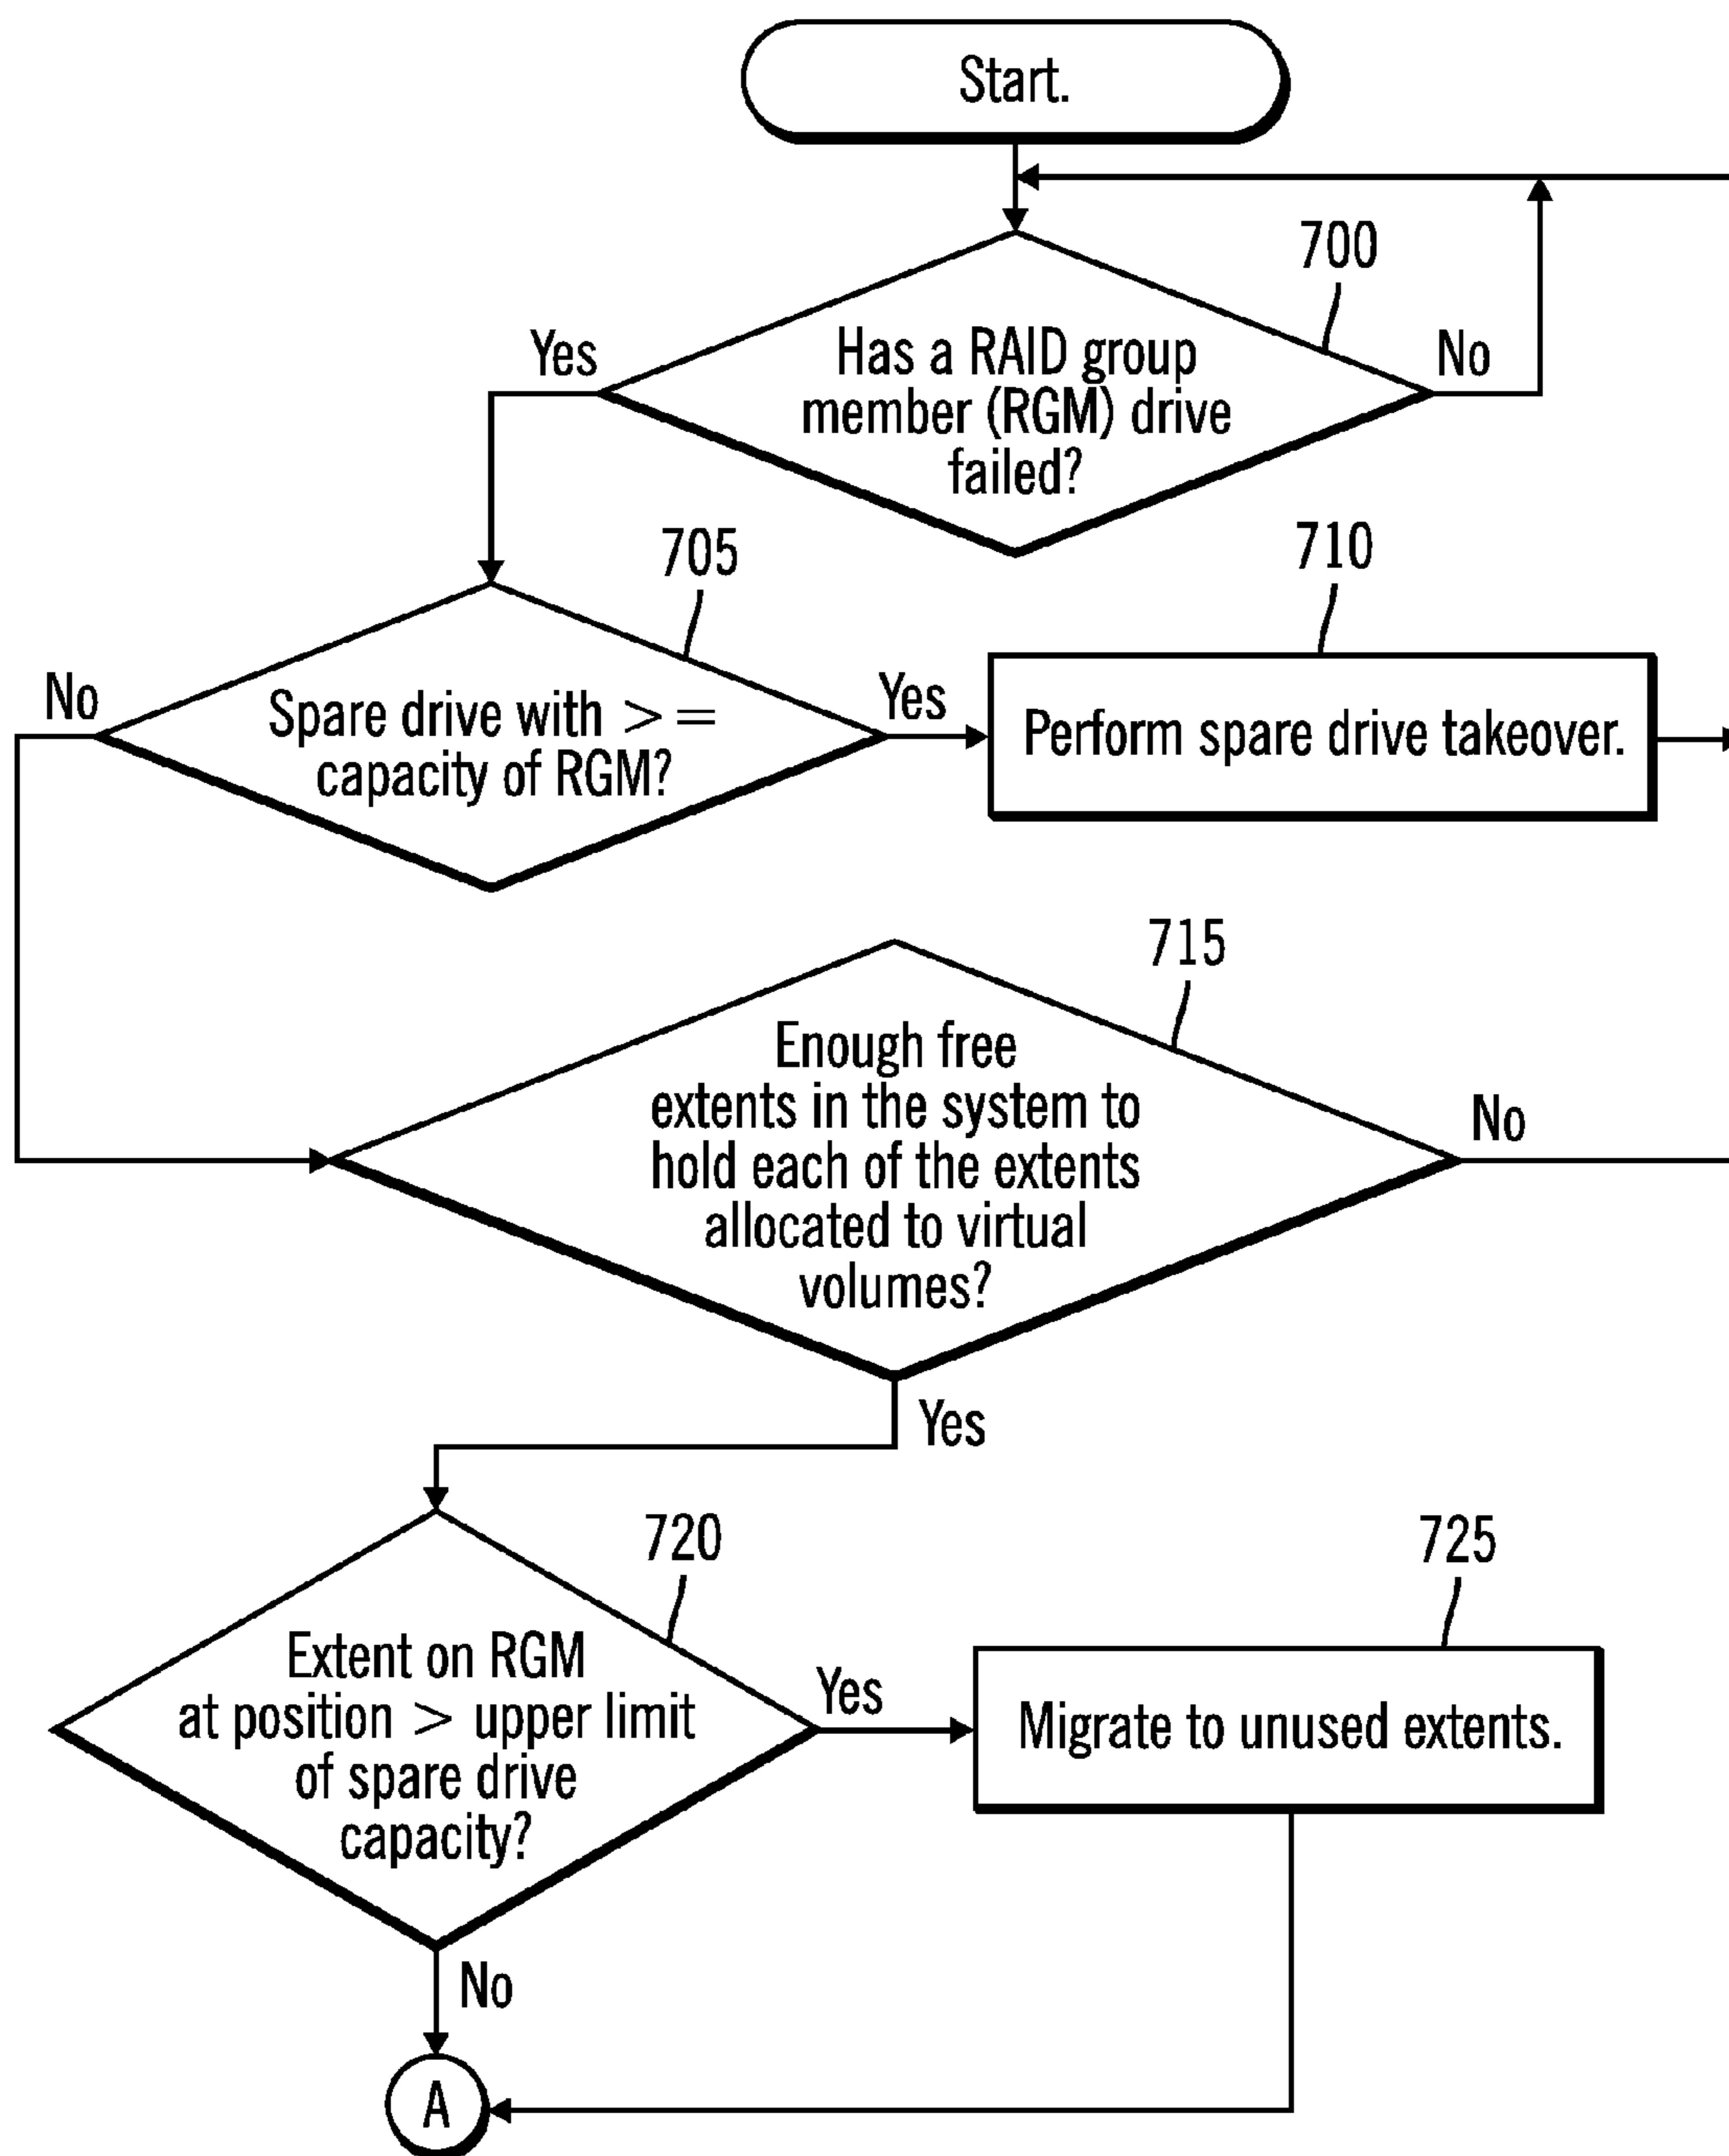 Start.
700
Has a RAID group
member (RGM) drive
failed?
Yes
No
705
710
Spare drive with >=
capacity of RGM?
No
Yes
Perform spare drive takeover.
715
Enough free
extents in the system to
hold each of the extents
allocated to virtual
volumes?
No
Yes
720
725
Extent on RGM
at position > upper limit
of spare drive
capacity?
Yes
Migrate to unused extents.
No
A